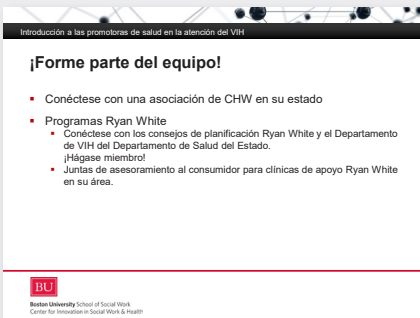 Introducción a las promotoras de salud en la atención del VIH
¡Forme parte del equipo!
Conéctese con una asociación de CHW en su estado
Programas Ryan White
Conéctese con los consejos de planificación Ryan White y el Departamento
de VIH del Departamento de Salud del Estado.
¡Hágase miembro!
Juntas de asesoramiento al consumidor para clínicas de apoyo Ryan White
en su área.
BU
Boston University School of Social Work
Center for Innovation in Social Work & Health